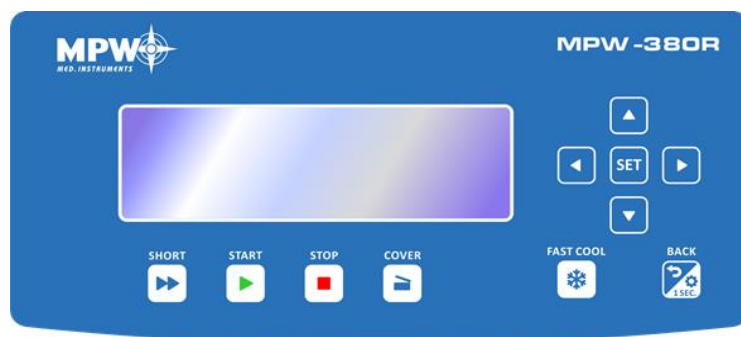 MPW
MED. INSTRUMENTS
MPW-380R
SET
SHORT
START
STOP
COVER
FAST COOL
BACK
1 SEC.